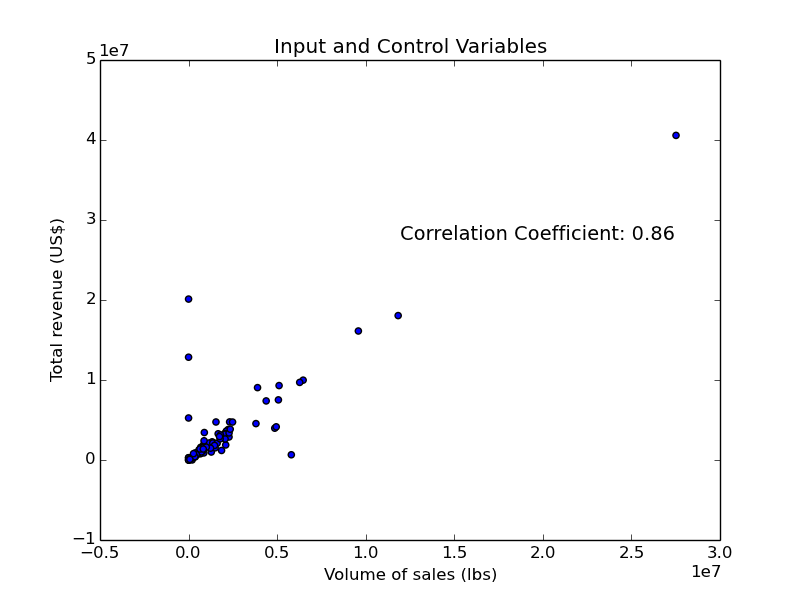 Input and Control Variables
1e7
5
4
3
2
1
0
−1
Total revenue (US$)
Correlation Coefficient: 0.86
−0.5 0.0 0.5 1.0 1.5 2.0 2.5 3.0
1e7
Volume of sales (lbs)